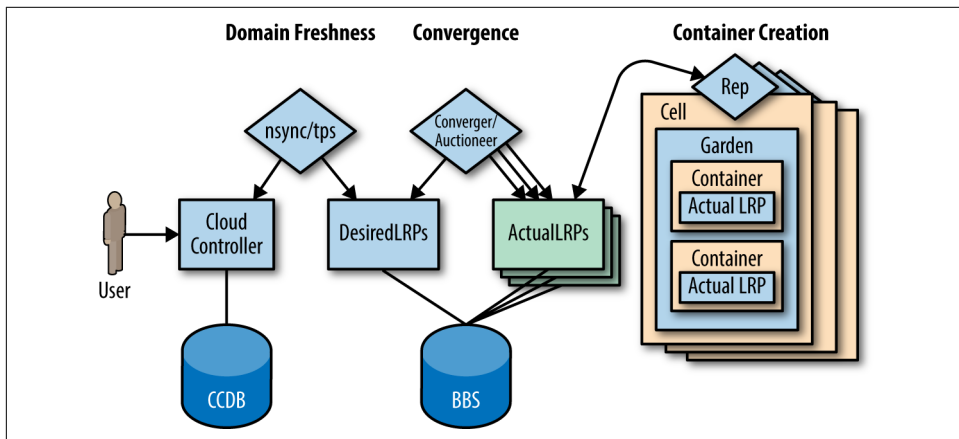 Domain Freshness
Convergence
Container Creation
nsync/tps
Converger/
Auctioneer
Rep
Cell
Garden
Container
Actual LRP
Container
Actual LRP
User
Cloud
Controller
DesiredLRPs
ActualLRPs
CCDB
BBS